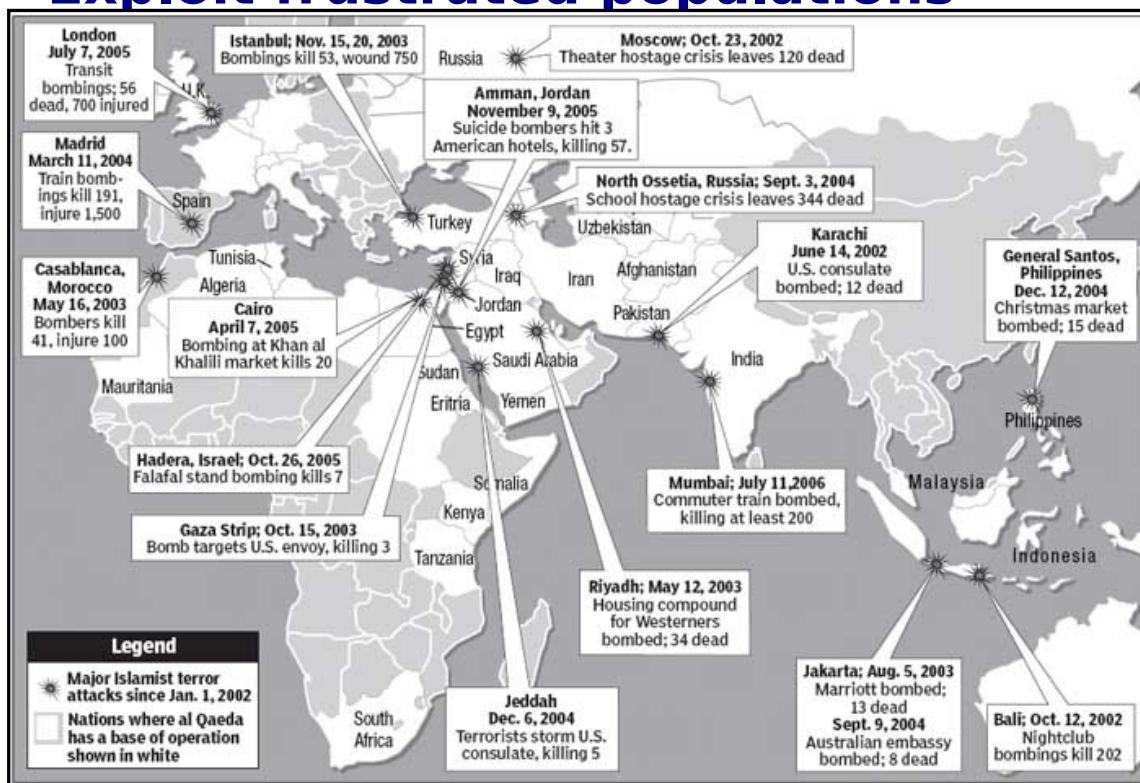 Exploit frustrated populations
London
July 7, 2005
Transit
bombings; 56
dead, 700 injured
Istanbul; Nov. 15, 20, 2003
Bombings kill 53, wound 750
Moscow; Oct. 23, 2002
Theater hostage crisis leaves 120 dead
Russia
U.K.
Amman, Jordan
November 9, 2005
Suicide bombers hit 3
American hotels, killing 57.
Madrid
March 11, 2004
Train bomb-
ings kill 191,
injure 1,500
Spain
North Ossetia, Russia; Sept. 3, 2004
School hostage crisis leaves 344 dead
Turkey
Uzbekistan
Karachi
June 14, 2002
U.S. consulate
bombed; 12 dead
General Santos,
Philippines
Dec. 12, 2004
Christmas market
bombed; 15 dead
Tunisia
Syria
Casablanca,
Morocco
May 16, 2003
Bombers kill
41, injure 100
Algeria
Iraq
Iran
Afghanistan
Cairo
April 7, 2005
Bombing at Khan al
Khalili market kills 20
Jordan
Pakistan
Egypt
Saudi Arabia
India
Mauritania
Sudan
Eritria
Yemen
Philippines
Hadera, Israel; Oct. 26, 2005
Falafal stand bombing kills 7
Somalia
Mumbai; July 11,2006
Commuter train bombed,
killing at least 200
Malaysia
Kenya
Gaza Strip; Oct. 15, 2003
Bomb targets U.S. envoy, killing 3
Tanzania
Indonesia
Riyadh; May 12, 2003
Housing compound
for Westerners
bombed; 34 dead
Legend
Major Islamist terror
attacks since Jan. 1, 2002
Nations where al Qaeda
has a base of operation
shown in white
South
Africa
Jeddah
Dec. 6, 2004
Terrorists storm U.S.
consulate, killing 5
Jakarta; Aug. 5, 2003
Marriott bombed;
13 dead
Sept. 9, 2004
Australian embassy
bombed; 8 dead
Bali; Oct. 12, 2002
Nightclub
bombings kill 202